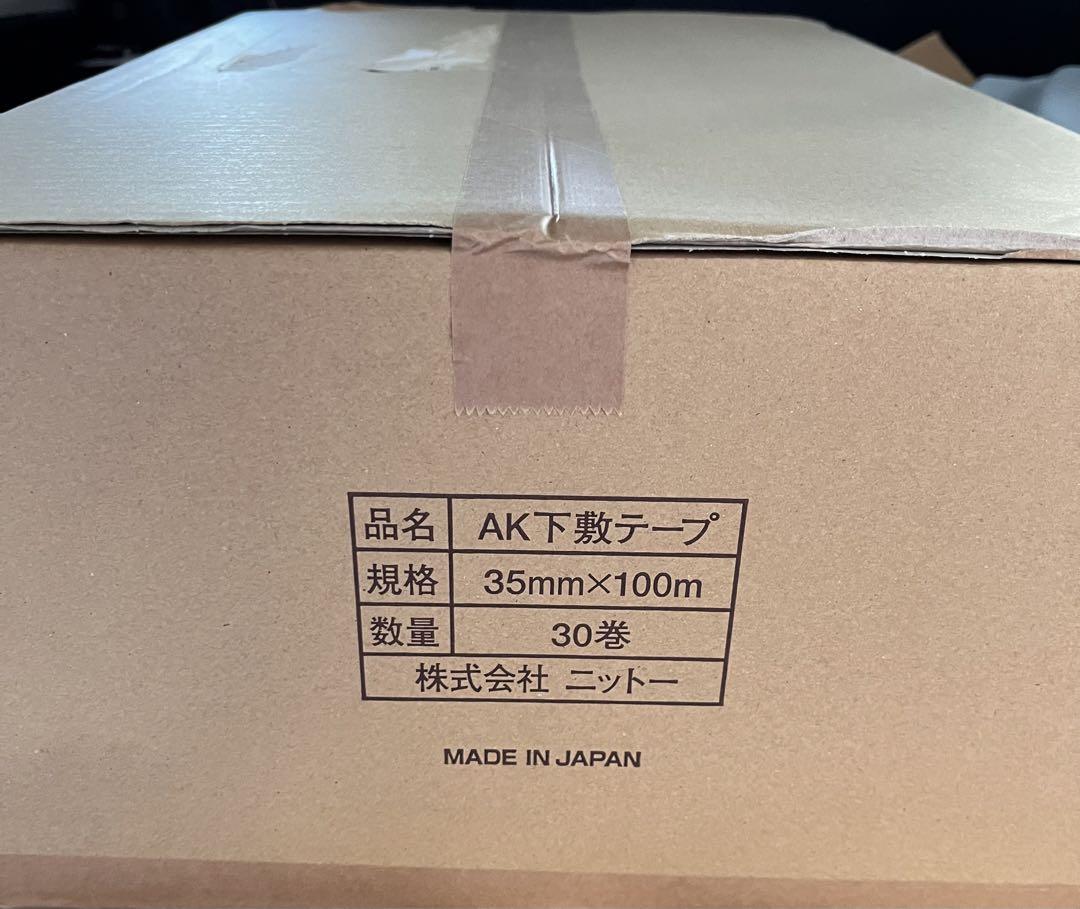 品名 AK下敷テープ
規格 35mm×100m
数量 30巻
株式会社 ニットー
MADE IN JAPAN